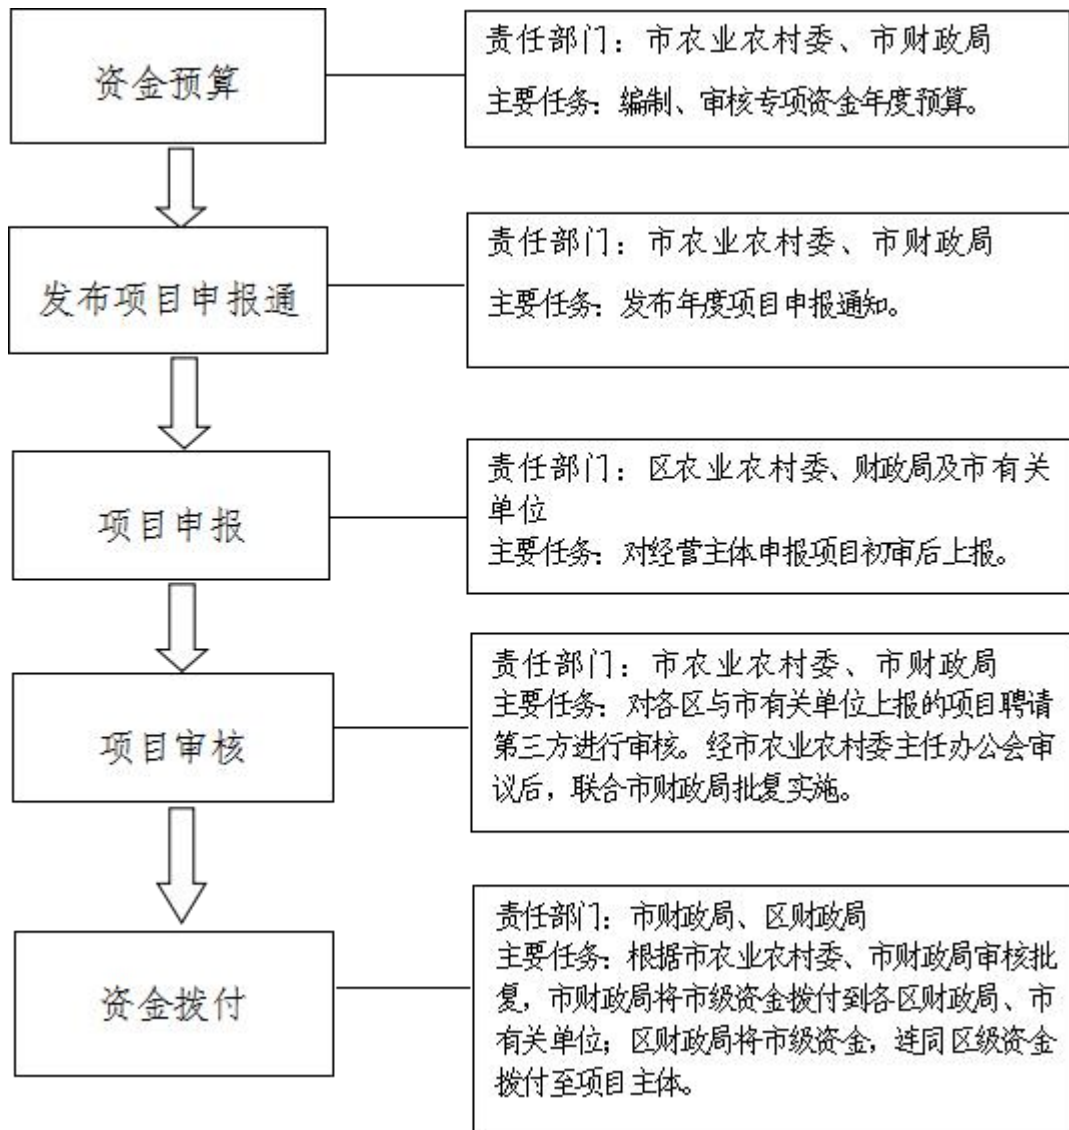 资金预算
责任部门：市农业农村委、市财政局
主要任务：编制、审核专项资金年度预算。
发布项目申报通
责任部门：市农业农村委、市财政局
主要任务：发布年度项目申报通知。
项目申报
责任部门：区农业农村委、财政局及市有关
单位
主要任务：对经营主体申报项目初审后上报。
项目审核
责任部门：市农业农村委、市财政局
主要任务：对各区与市有关单位上报的项目聘请
第三方进行审核。经市农业农村委主任办公会审
议后，联合市财政局批复实施。
资金拨付
责任部门：市财政局、区财政局
主要任务：根据市农业农村委、市财政局审核批
复，市财政局将市级资金拨付到各区财政局、市
有关单位；区财政局将市级资金，连同区级资金
拨付至项目主体。